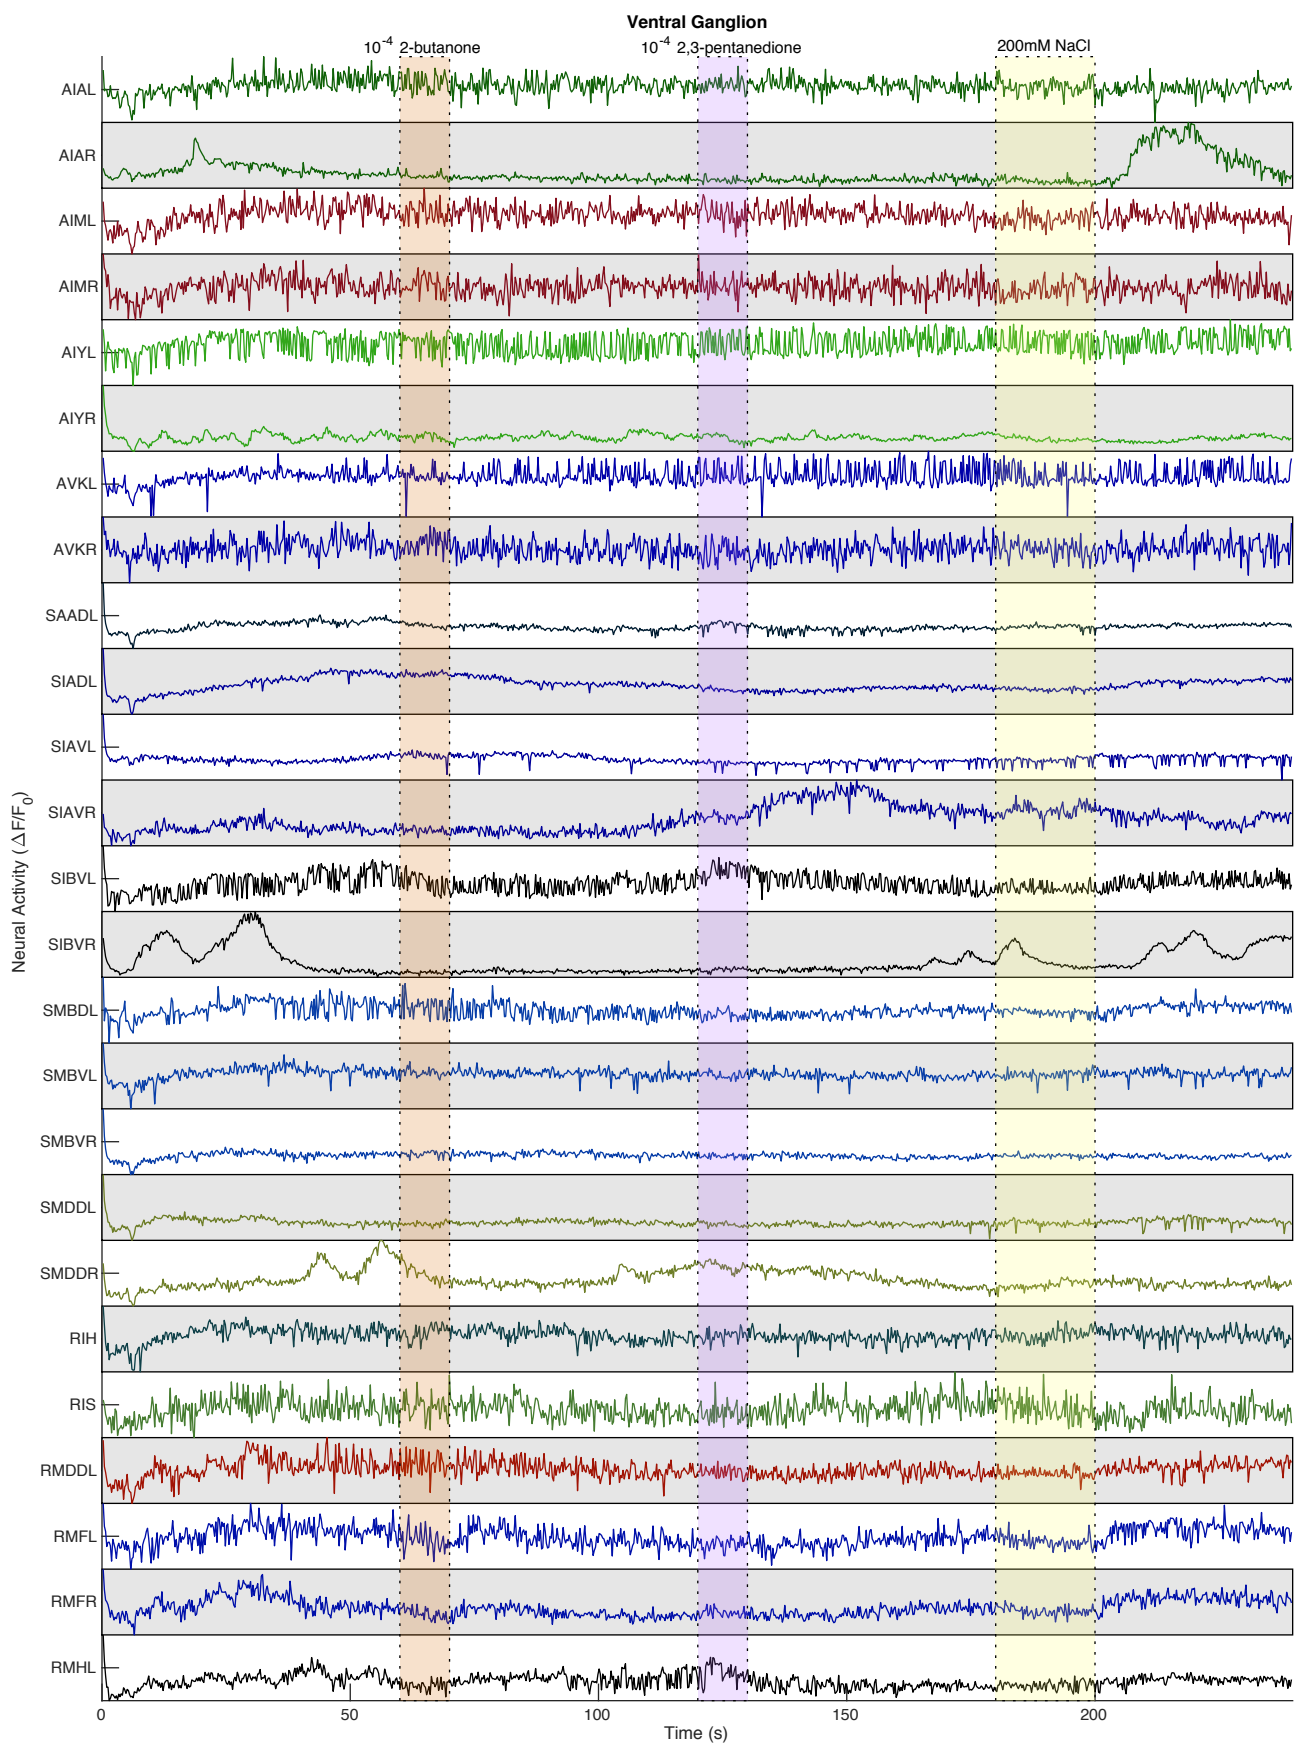 Ventral Ganglion
10^-4 2-butanone
10^-4 2,3-pentanedione
200mM NaCl
AIAL
AIAR
AIML
AIMR
AIYL
AIYR
AVKL
AVKR
SAADL
SIADL
SIAVL
SIAVR
SIBVL
SIBVR
SMBDL
SMBVL
SMBVR
SMDDL
SMDDR
RIH
RIS
RMDDL
RMFL
RMFR
RMHL
Neural Activity (ΔF/F₀)
0 50 100 150 200
Time (s)